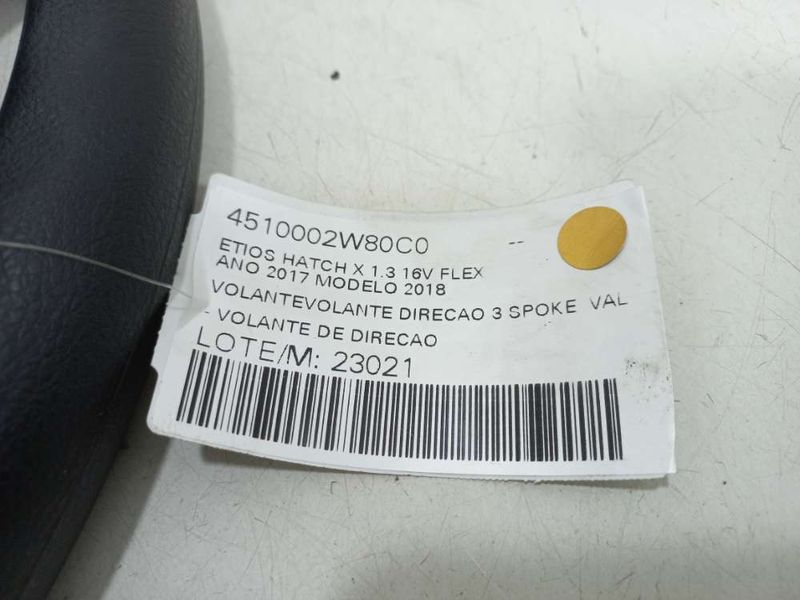 4510002W80C0 --
ETIOS HATCH X 1.3 16V FLEX
ANO 2017 MODELO 2018
VOLANTEVOLANTE DIRECAO 3 SPOKE VAL
- VOLANTE DE DIRECAO
LOTE/M: 23021